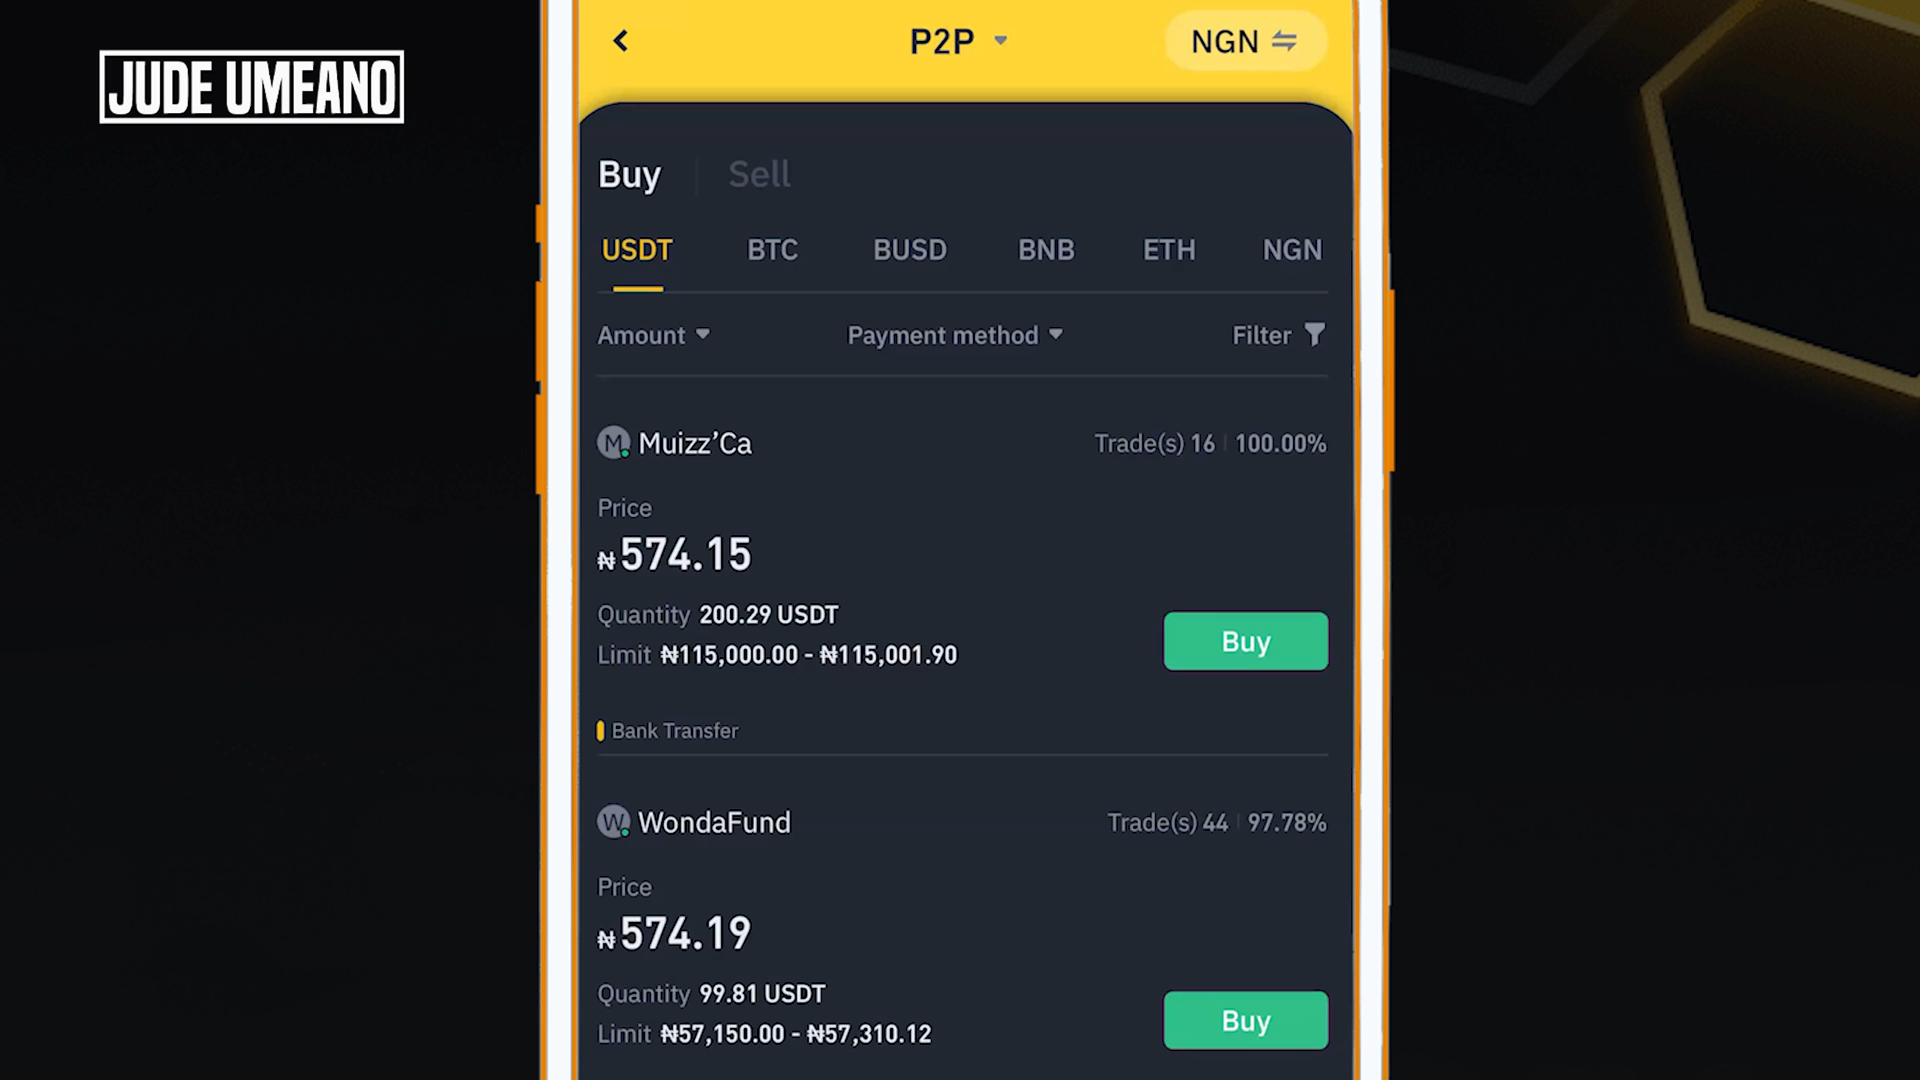 JUDE UMEANO
P2P
NGN
Buy
Sell
USDT BTC BUSD BNB ETH NGN
Amount Payment method Filter
M Muizz’Ca Trade(s) 16 100.00%
Price
₦574.15
Quantity 200.29 USDT
Limit ₦115,000.00 - ₦115,001.90
Buy
Bank Transfer
W WondaFund Trade(s) 44 97.78%
Price
₦574.19
Quantity 99.81 USDT
Limit ₦57,150.00 - ₦57,310.12
Buy